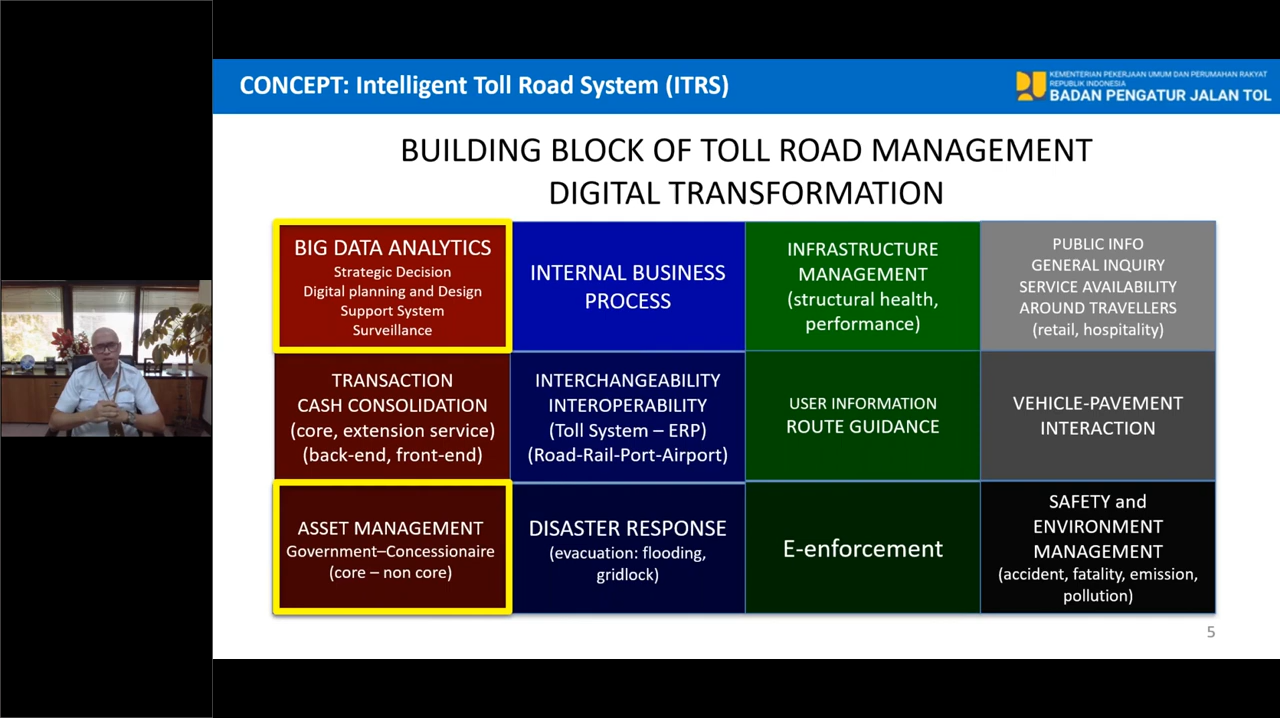 CONCEPT: Intelligent Toll Road System (ITRS)
KEMENTERIAN PEKERJAAN UMUM DAN PERUMAHAN RAKYAT
REPUBLIK INDONESIA
BADAN PENGATUR JALAN TOL
BUILDING BLOCK OF TOLL ROAD MANAGEMENT
DIGITAL TRANSFORMATION
BIG DATA ANALYTICS
Strategic Decision
Digital planning and Design
Support System
Surveillance
INTERNAL BUSINESS
PROCESS
INFRASTRUCTURE
MANAGEMENT
(structural health,
performance)
PUBLIC INFO
GENERAL INQUIRY
SERVICE AVAILABILITY
AROUND TRAVELLERS
(retail, hospitality)
TRANSACTION
CASH CONSOLIDATION
(core, extension service)
(back-end, front-end)
INTERCHANGEABILITY
INTEROPERABILITY
(Toll System – ERP)
(Road-Rail-Port-Airport)
USER INFORMATION
ROUTE GUIDANCE
VEHICLE-PAVEMENT
INTERACTION
ASSET MANAGEMENT
Government–Concessionaire
(core – non core)
DISASTER RESPONSE
(evacuation: flooding,
gridlock)
E-enforcement
SAFETY and
ENVIRONMENT
MANAGEMENT
(accident, fatality, emission,
pollution)
5